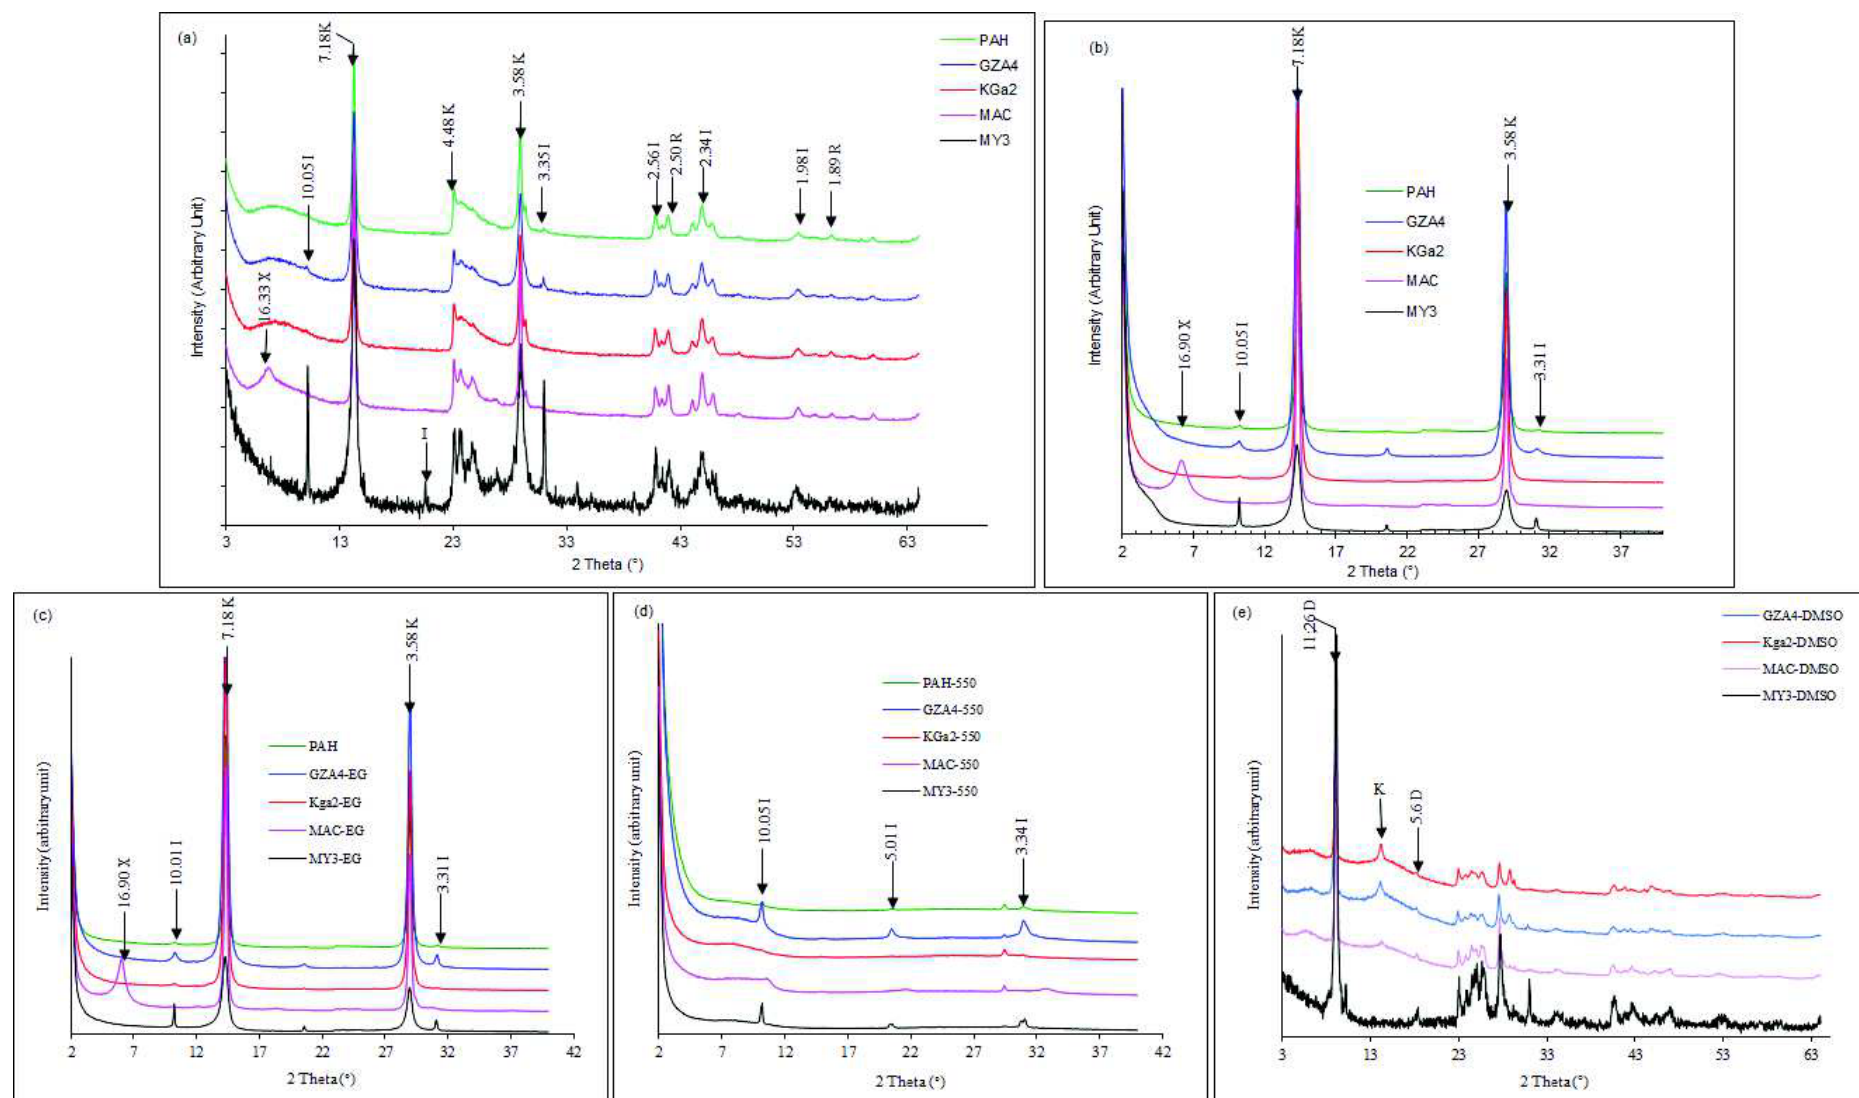 (a)
7.18K
3.58 K
4.48 K
10.05 I
3.35 I
2.56 I
2.50 R
2.34 I
1.98 I
1.89 R
16.33 X
I
PAH
GZA4
KGa2
MAC
MY3
Intensity (Arbitrary Unit)
3 13 23 33 43 53 63
2 Theta (°)
(b)
7.18K
3.58 K
16.90 X
10.05 I
3.31 I
PAH
GZA4
KGa2
MAC
MY3
Intensity (Arbitrary Unit)
2 7 12 17 22 27 32 37
2 Theta (°)
(c)
7.18 K
3.58 K
16.90 X
10.01 I
3.31 I
PAH
GZA4-EG
Kga2-EG
MAC-EG
MY3-EG
Intensity (arbitrary unit)
2 7 12 17 22 27 32 37 42
2 Theta (°)
(d)
PAH-550
GZA4-550
KGa2-550
MAC-550
MY3-550
10.05 I
5.01 I
3.34 I
Intensity (arbitrary unit)
2 7 12 17 22 27 32 37 42
2 Theta (°)
(e)
11.26 D
K
5.6 D
GZA4-DMSO
Kga2-DMSO
MAC-DMSO
MY3-DMSO
Intensity (arbitrary unit)
3 13 23 33 43 53 63
2 Theta (°)